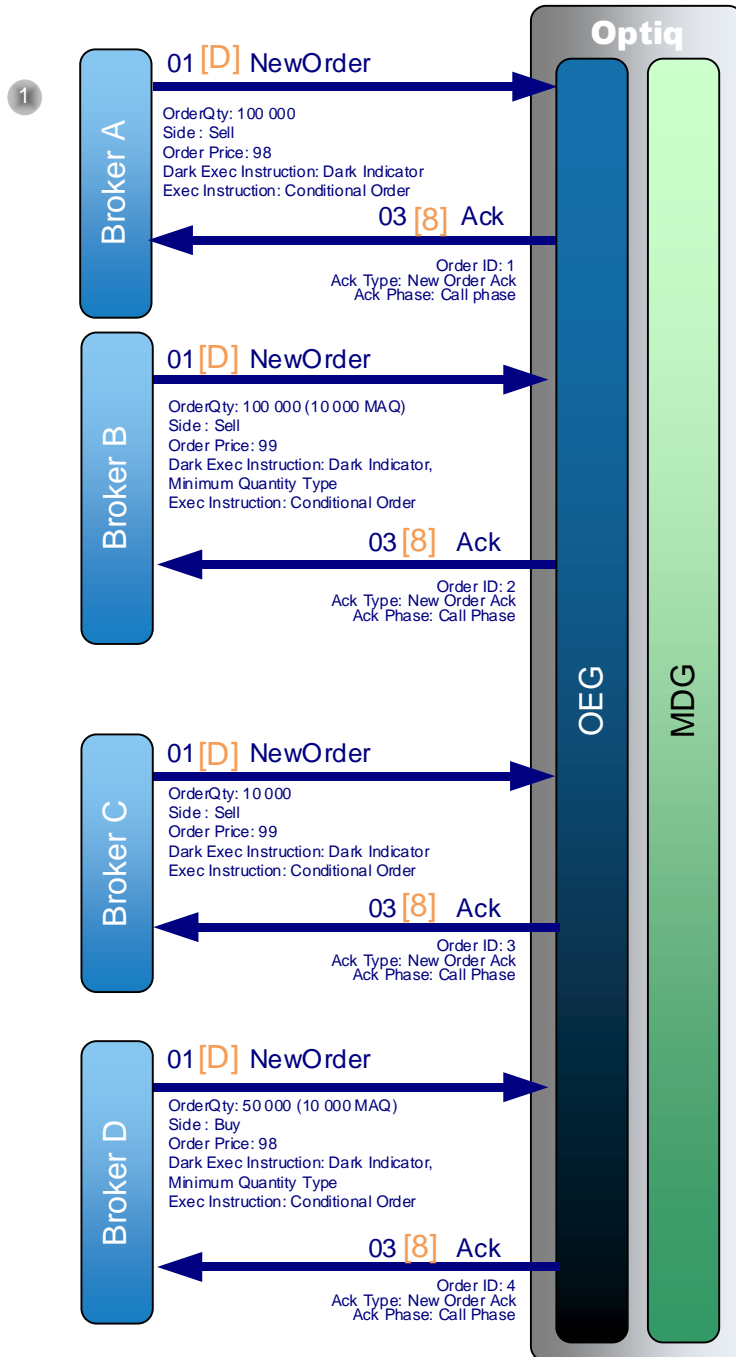 Optiq
1
Broker A
01 [D] NewOrder
OrderQty: 100 000
Side : Sell
Order Price: 98
Dark Exec Instruction: Dark Indicator
Exec Instruction: Conditional Order
03 [8] Ack
Order ID: 1
Ack Type: New Order Ack
Ack Phase: Call phase
Broker B
01 [D] NewOrder
OrderQty: 100 000 (10 000 MAQ)
Side : Sell
Order Price: 99
Dark Exec Instruction: Dark Indicator,
Minimum Quantity Type
Exec Instruction: Conditional Order
03 [8] Ack
Order ID: 2
Ack Type: New Order Ack
Ack Phase: Call Phase
OEG
MDG
Broker C
01 [D] NewOrder
OrderQty: 10 000
Side : Sell
Order Price: 99
Dark Exec Instruction: Dark Indicator
Exec Instruction: Conditional Order
03 [8] Ack
Order ID: 3
Ack Type: New Order Ack
Ack Phase: Call Phase
Broker D
01 [D] NewOrder
OrderQty: 50 000 (10 000 MAQ)
Side : Buy
Order Price: 98
Dark Exec Instruction: Dark Indicator,
Minimum Quantity Type
Exec Instruction: Conditional Order
03 [8] Ack
Order ID: 4
Ack Type: New Order Ack
Ack Phase: Call Phase